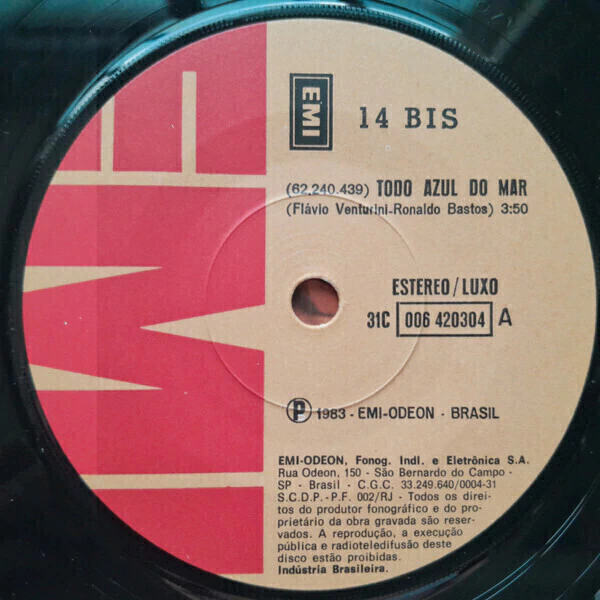 EMI
EMI
14 BIS
(62.240.439) TODO AZUL DO MAR
(Flávio Venturini-Ronaldo Bastos) 3:50
ESTEREO/LUXO
31C 006 420304 A
Ⓟ 1983 - EMI-ODEON - BRASIL
EMI-ODEON, Fonog. Indl. e Eletrônica S.A.
Rua Odeon, 150 - São Bernardo do Campo -
SP - Brasil - C.G.C. 33.249.640/0004-31
S.C.D.P.-P.F. 002/RJ - Todos os direi-
tos do produtor fonográfico e do pro-
prietário da obra gravada são reser-
vados. A reprodução, a execução
pública e radioteledifusão deste
disco estão proibidas.
Indústria Brasileira.